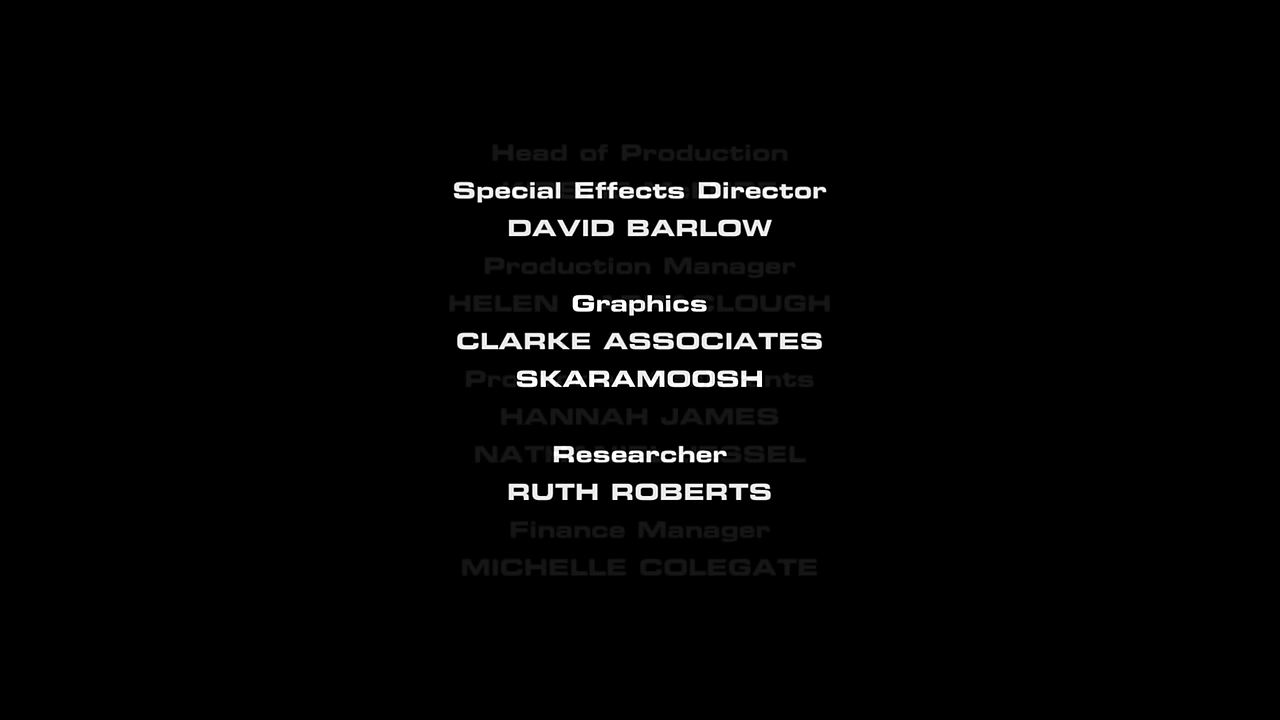 Head of Production
Special Effects Director
DAVID BARLOW
Production Manager
HELEN
Graphics
CLARKE ASSOCIATES
SKARAMOOSH
HANNAH JAMES
Researcher
RUTH ROBERTS
Finance Manager
MICHELLE COLEGATE